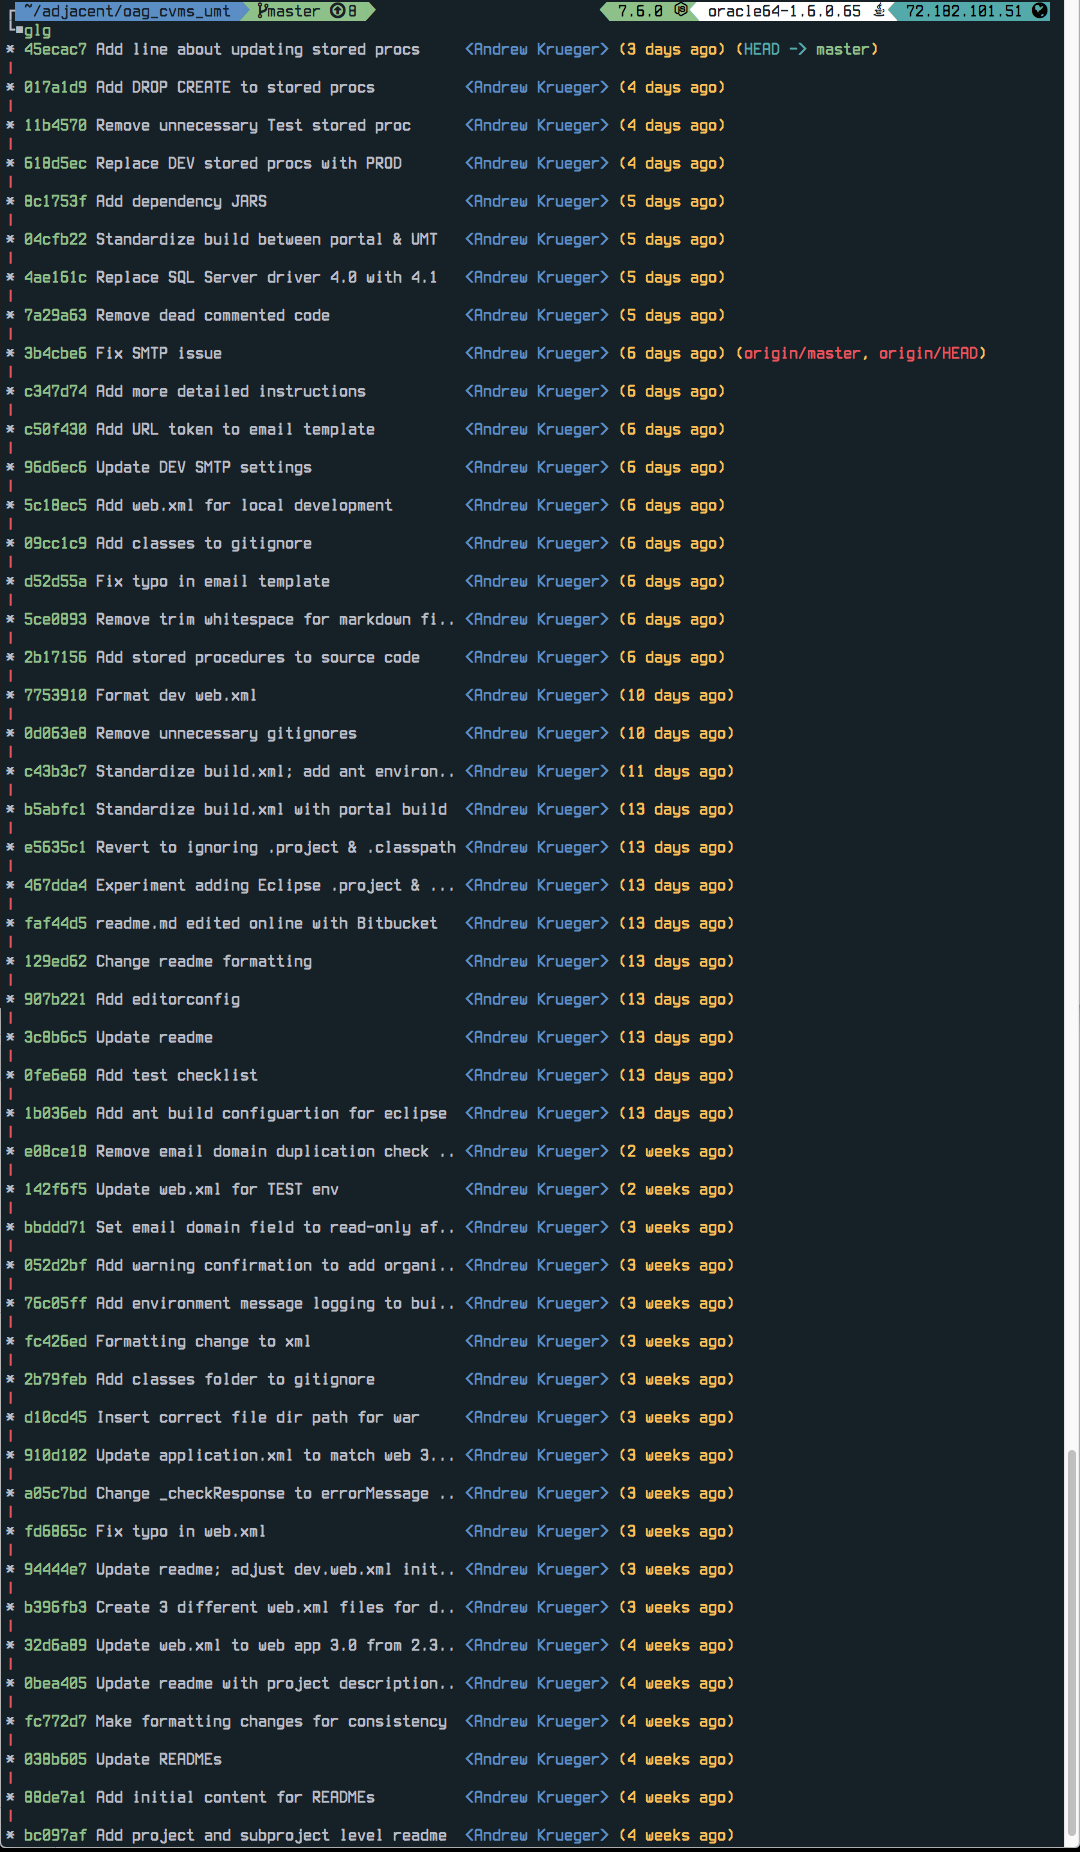 ~/adjacent/oag_cvms_umt master 8 7.6.0 oracle64-1.6.0.65 72.182.101.51
glg
* 45ecac7 Add line about updating stored procs <Andrew Krueger> (3 days ago) (HEAD -> master)
|
* 017a1d9 Add DROP CREATE to stored procs <Andrew Krueger> (4 days ago)
|
* 11b4570 Remove unnecessary Test stored proc <Andrew Krueger> (4 days ago)
|
* 618d5ec Replace DEV stored procs with PROD <Andrew Krueger> (4 days ago)
|
* 8c1753f Add dependency JARS <Andrew Krueger> (5 days ago)
|
* 04cfb22 Standardize build between portal & UMT <Andrew Krueger> (5 days ago)
|
* 4ae161c Replace SQL Server driver 4.0 with 4.1 <Andrew Krueger> (5 days ago)
|
* 7a29a63 Remove dead commented code <Andrew Krueger> (5 days ago)
|
* 3b4cbe6 Fix SMTP issue <Andrew Krueger> (6 days ago) (origin/master, origin/HEAD)
|
* c347d74 Add more detailed instructions <Andrew Krueger> (6 days ago)
|
* c50f430 Add URL token to email template <Andrew Krueger> (6 days ago)
|
* 96d6ec6 Update DEV SMTP settings <Andrew Krueger> (6 days ago)
|
* 5c18ec5 Add web.xml for local development <Andrew Krueger> (6 days ago)
|
* 09cc1c9 Add classes to gitignore <Andrew Krueger> (6 days ago)
|
* d52d55a Fix typo in email template <Andrew Krueger> (6 days ago)
|
* 5ce0893 Remove trim whitespace for markdown fi.. <Andrew Krueger> (6 days ago)
|
* 2b17156 Add stored procedures to source code <Andrew Krueger> (6 days ago)
|
* 7753910 Format dev web.xml <Andrew Krueger> (10 days ago)
|
* 0d063e8 Remove unnecessary gitignores <Andrew Krueger> (10 days ago)
|
* c43b3c7 Standardize build.xml; add ant environ.. <Andrew Krueger> (11 days ago)
|
* b5abfc1 Standardize build.xml with portal build <Andrew Krueger> (13 days ago)
|
* e5635c1 Revert to ignoring .project & .classpath <Andrew Krueger> (13 days ago)
|
* 467dda4 Experiment adding Eclipse .project & ... <Andrew Krueger> (13 days ago)
|
* faf44d5 readme.md edited online with Bitbucket <Andrew Krueger> (13 days ago)
|
* 129ed62 Change readme formatting <Andrew Krueger> (13 days ago)
|
* 907b221 Add editorconfig <Andrew Krueger> (13 days ago)
|
* 3c8b6c5 Update readme <Andrew Krueger> (13 days ago)
|
* 0fe6e68 Add test checklist <Andrew Krueger> (13 days ago)
|
* 1b036eb Add ant build configuartion for eclipse <Andrew Krueger> (13 days ago)
|
* e08ce18 Remove email domain duplication check .. <Andrew Krueger> (2 weeks ago)
|
* 142f6f5 Update web.xml for TEST env <Andrew Krueger> (2 weeks ago)
|
* bbddd71 Set email domain field to read-only af.. <Andrew Krueger> (3 weeks ago)
|
* 052d2bf Add warning confirmation to add organi.. <Andrew Krueger> (3 weeks ago)
|
* 76c05ff Add environment message logging to bui.. <Andrew Krueger> (3 weeks ago)
|
* fc426ed Formatting change to xml <Andrew Krueger> (3 weeks ago)
|
* 2b79feb Add classes folder to gitignore <Andrew Krueger> (3 weeks ago)
|
* d10cd45 Insert correct file dir path for war <Andrew Krueger> (3 weeks ago)
|
* 910d102 Update application.xml to match web 3... <Andrew Krueger> (3 weeks ago)
|
* a05c7bd Change _checkResponse to errorMessage .. <Andrew Krueger> (3 weeks ago)
|
* fd6865c Fix typo in web.xml <Andrew Krueger> (3 weeks ago)
|
* 94444e7 Update readme; adjust dev.web.xml init.. <Andrew Krueger> (3 weeks ago)
|
* b396fb3 Create 3 different web.xml files for d.. <Andrew Krueger> (3 weeks ago)
|
* 32d6a89 Update web.xml to web app 3.0 from 2.3.. <Andrew Krueger> (4 weeks ago)
|
* 0bea405 Update readme with project description.. <Andrew Krueger> (4 weeks ago)
|
* fc772d7 Make formatting changes for consistency <Andrew Krueger> (4 weeks ago)
|
* 038b605 Update READMEs <Andrew Krueger> (4 weeks ago)
|
* 88de7a1 Add initial content for READMEs <Andrew Krueger> (4 weeks ago)
|
* bc097af Add project and subproject level readme <Andrew Krueger> (4 weeks ago)